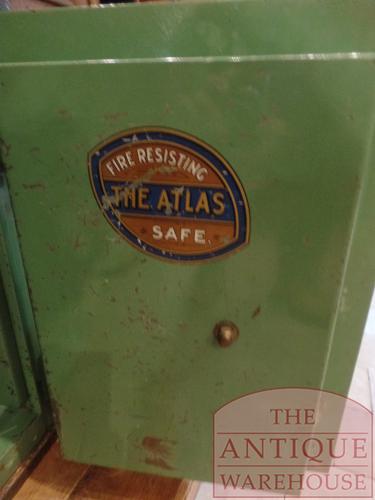 FIRE RESISTING
THE ATLAS
SAFE.
THE
ANTIQUE
WAREHOUSE